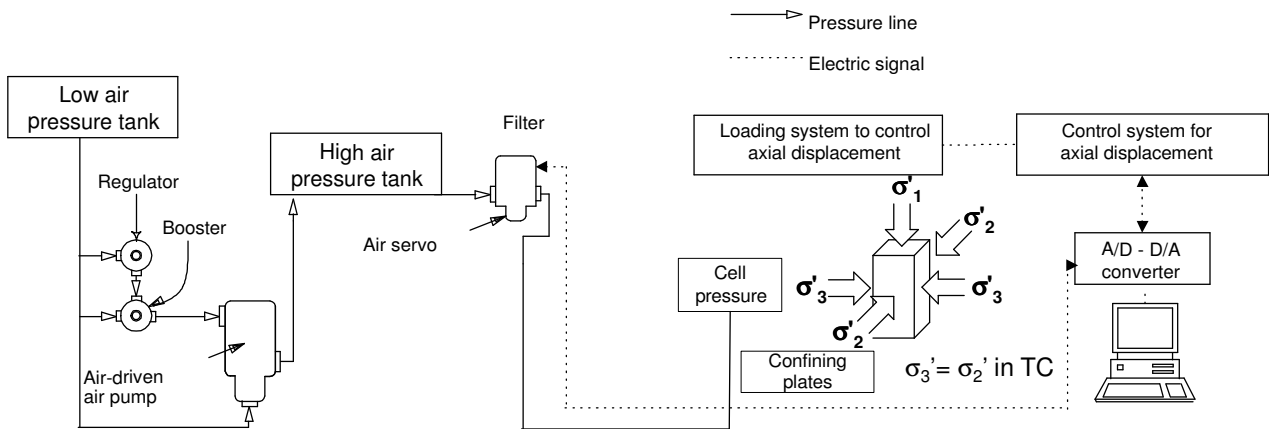 Pressure line
Electric signal
Low air
pressure tank
Regulator
Booster
Air-driven
air pump
High air
pressure tank
Filter
Air servo
Loading system to control
axial displacement
Control system for
axial displacement
σ'1
σ'2
Cell
pressure
σ'3
σ'3
σ'2
Confining
plates
σ3'= σ2' in TC
A/D - D/A
converter